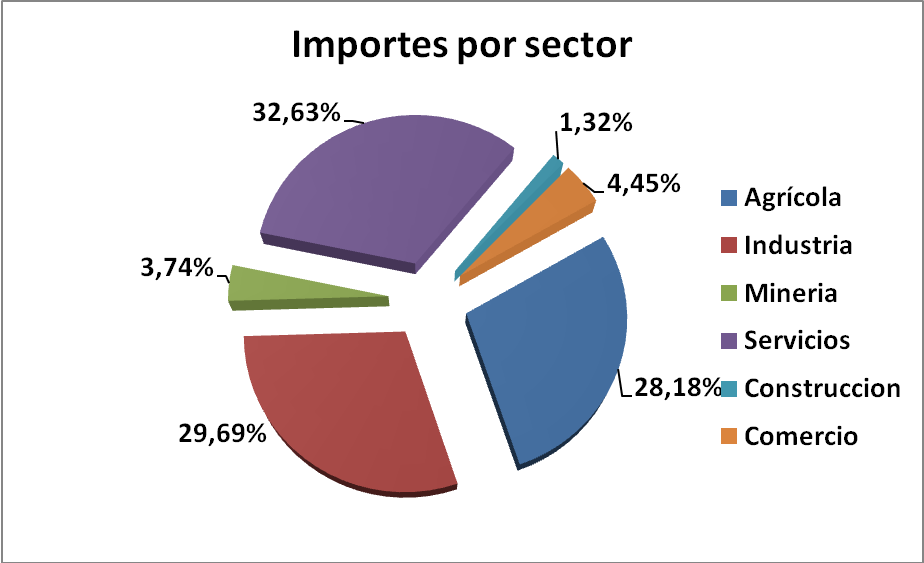 Importes por sector
32,63%
1,32%
4,45%
3,74%
29,69%
28,18%
Agrícola
Industria
Mineria
Servicios
Construccion
Comercio